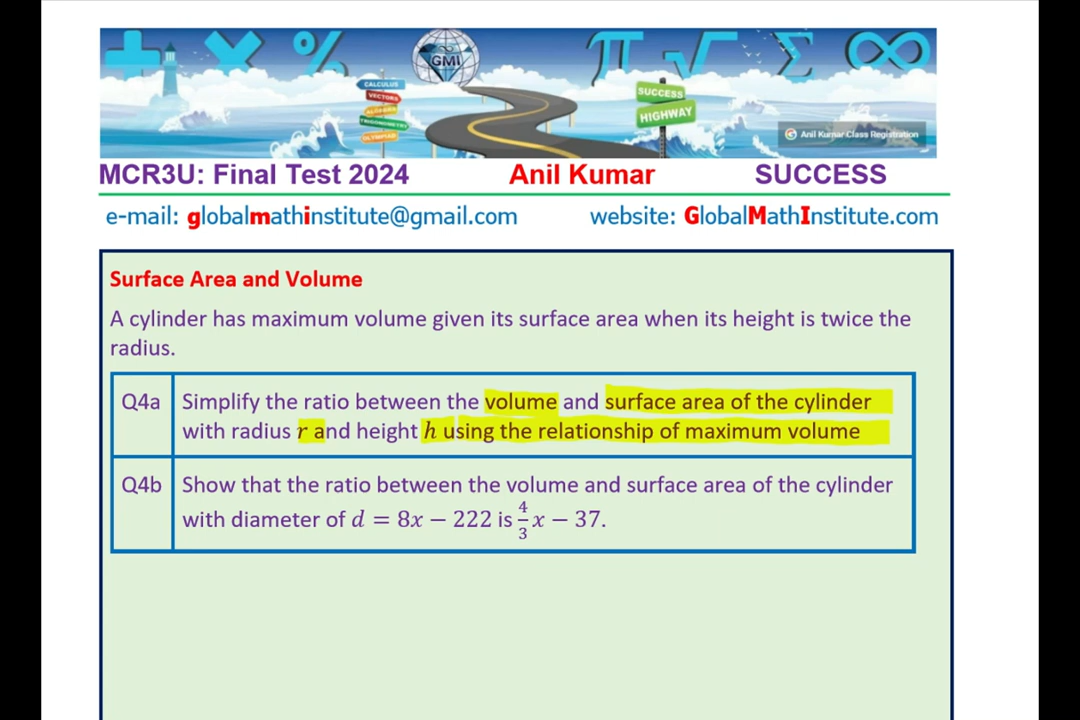 GMI
CALCULUS
VECTORS
ALGEBRA
TRIGONOMETRY
OLYMPIAD
SUCCESS
HIGHWAY
Anil Kumar Class Registration
MCR3U: Final Test 2024 Anil Kumar SUCCESS
e-mail: globalmathinstitute@gmail.com website: GlobalMathInstitute.com
Surface Area and Volume
A cylinder has maximum volume given its surface area when its height is twice the
radius.
Q4a Simplify the ratio between the volume and surface area of the cylinder
with radius r and height h using the relationship of maximum volume
Q4b Show that the ratio between the volume and surface area of the cylinder
with diameter of d = 8x − 222 is 4/3 x − 37.